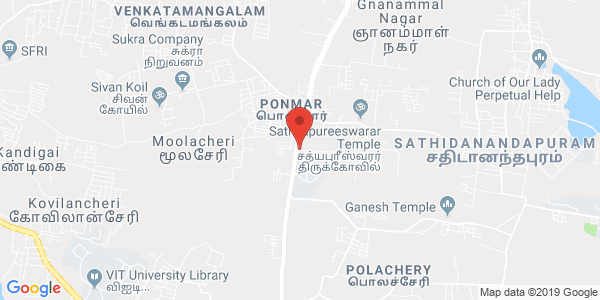 VENKATAMANGALAM
வெங்கடமங்கலம்
Gnanammal
Nagar
ஞானம்மாள்
நகர்
SFRI
Sukra Company
சுக்ரா
நிறுவனம்
Sivan Koil
சிவன்
கோயில்
Church of Our Lady
Perpetual Help
PONMAR
Temple
சத்யபுரீஸ்வரர்
திருக்கோவில்
Moolacheri
மூலசேரி
SATHIDANANDAPURAM
சதிடானந்தபுரம்
Kandigai
Kovilancheri
கோவிலான்சேரி
Ganesh Temple
VIT University Library
விஐடி
POLACHERY
பொலச்சேரி
Google
Map data ©2019 Google